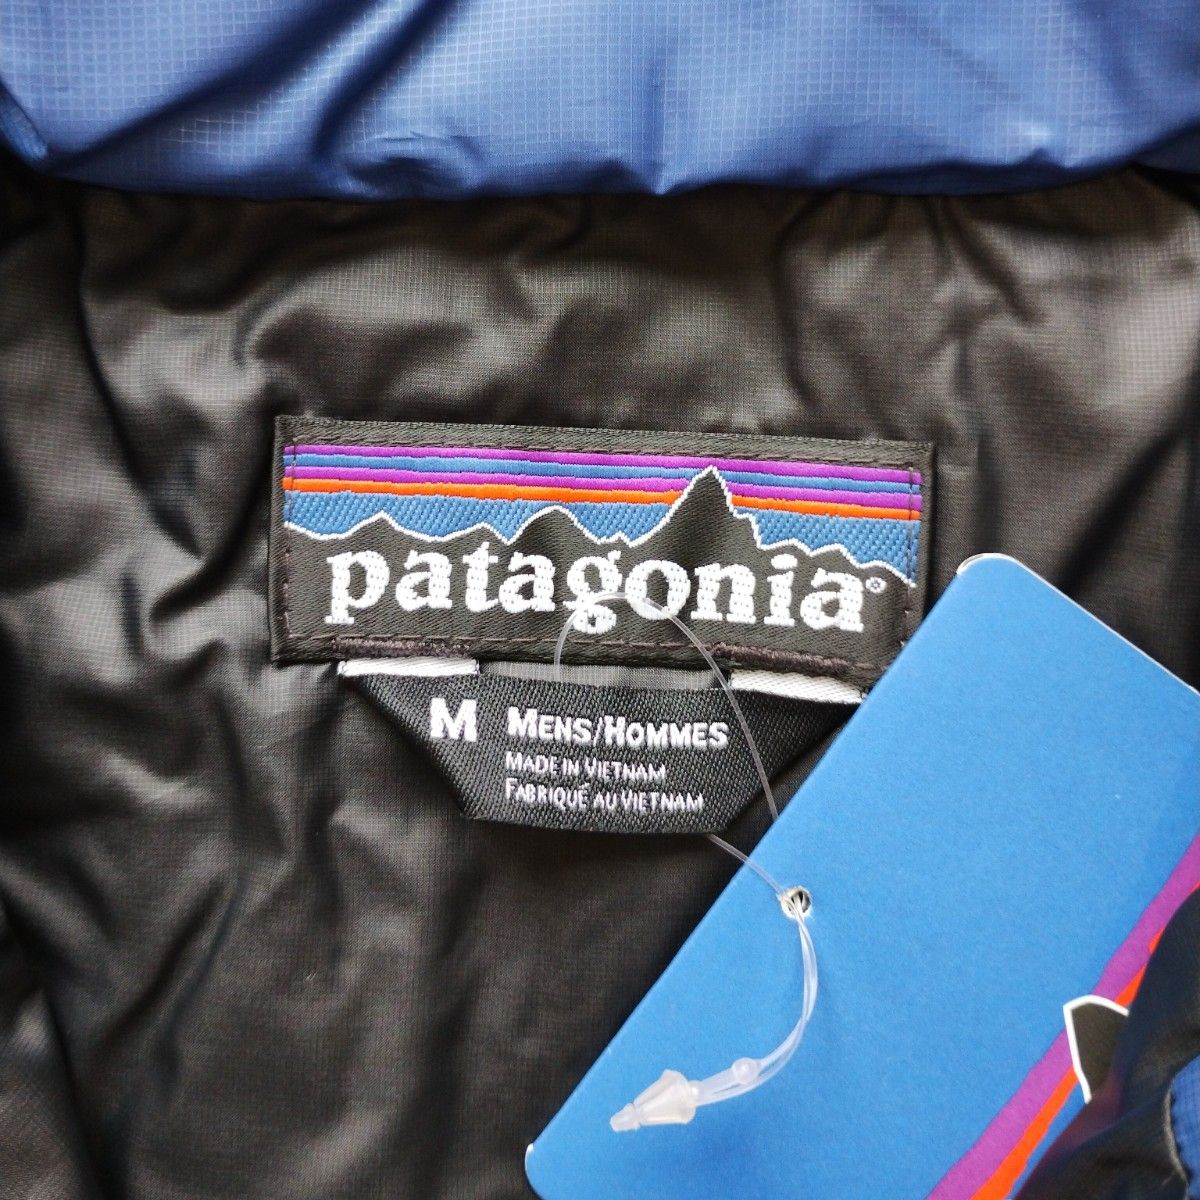 patagonia®
M MENS/HOMMES
MADE IN VIETNAM
FABRIQUÉ AU VIETNAM